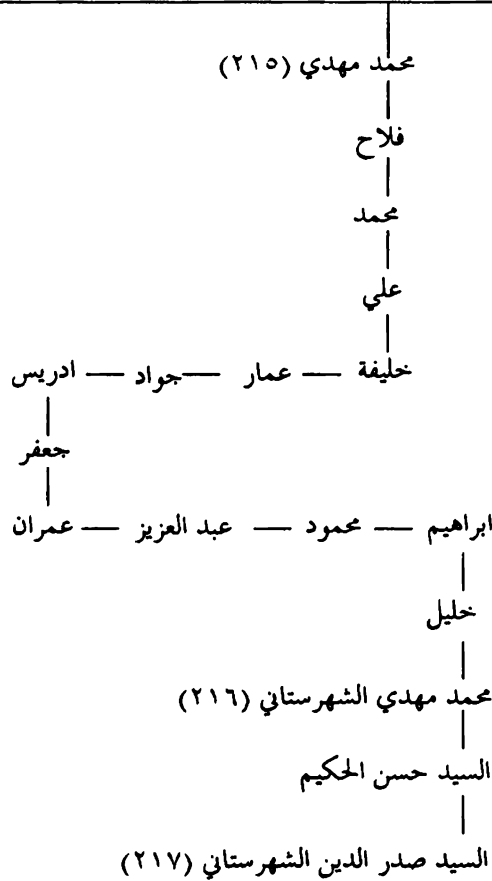 محمد مهدي (٢١٥)
فلاح
محمد
علي
خليفة — عمار — جواد — ادريس
جعفر
ابراهيم — محمود — عبد العزيز — عمران
خليل
محمد مهدي الشهرستاني (٢١٦)
السيد حسن الحكيم
السيد صدر الدين الشهرستاني (٢١٧)